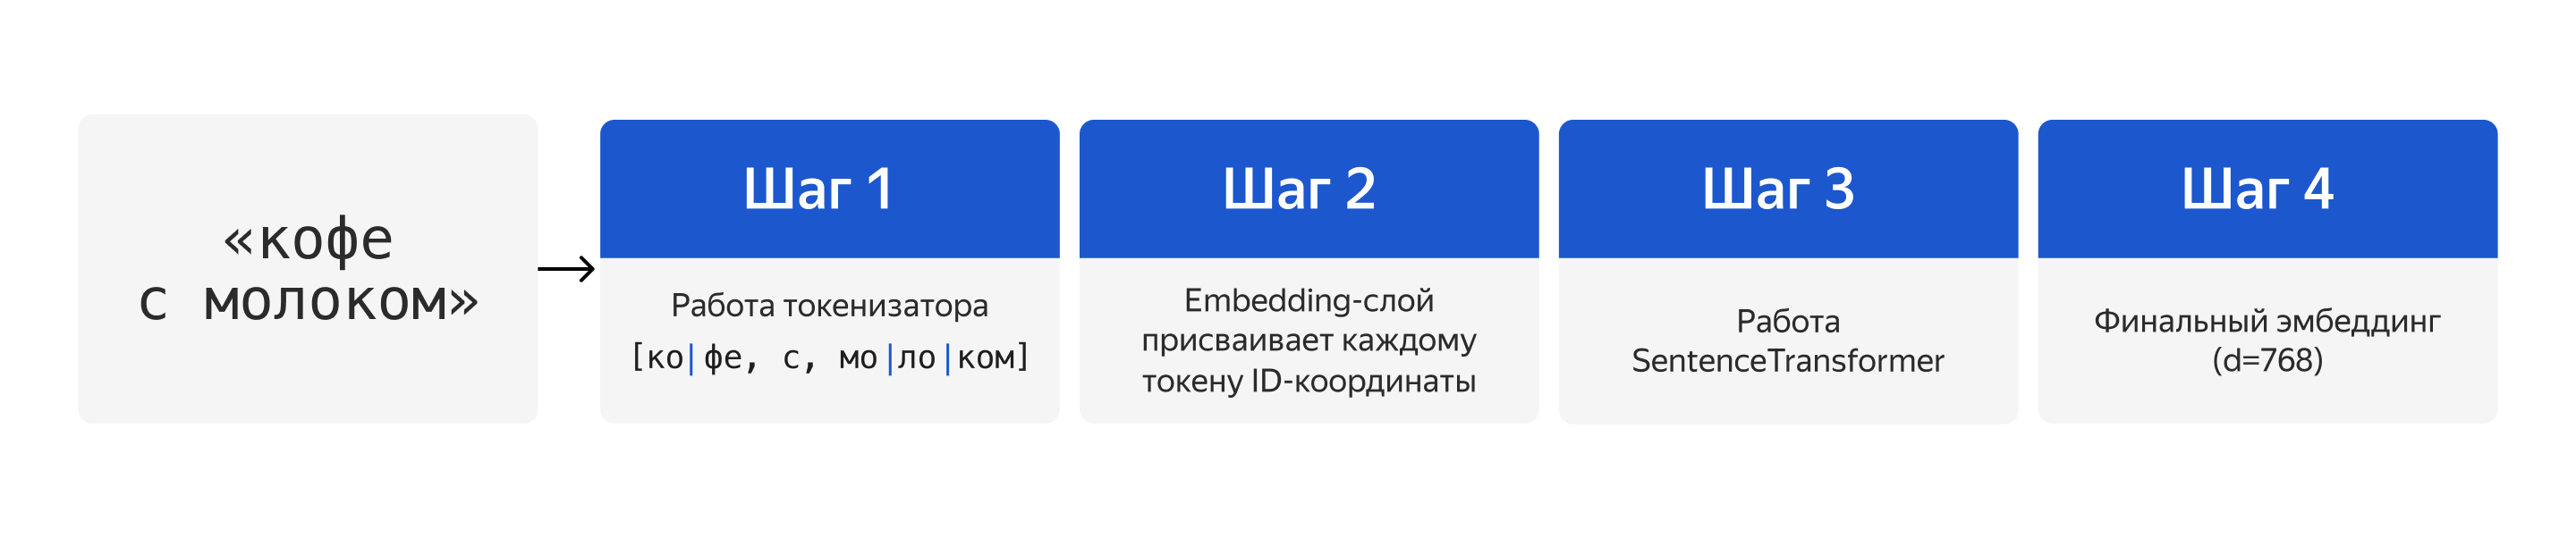 «кофе
с молоком»
Шаг 1
Работа токенизатора
[ко|фе, с, мо|ло|ком]
Шаг 2
Embedding-слой
присваивает каждому
токену ID-координаты
Шаг 3
Работа
SentenceTransformer
Шаг 4
Финальный эмбеддинг
(d=768)